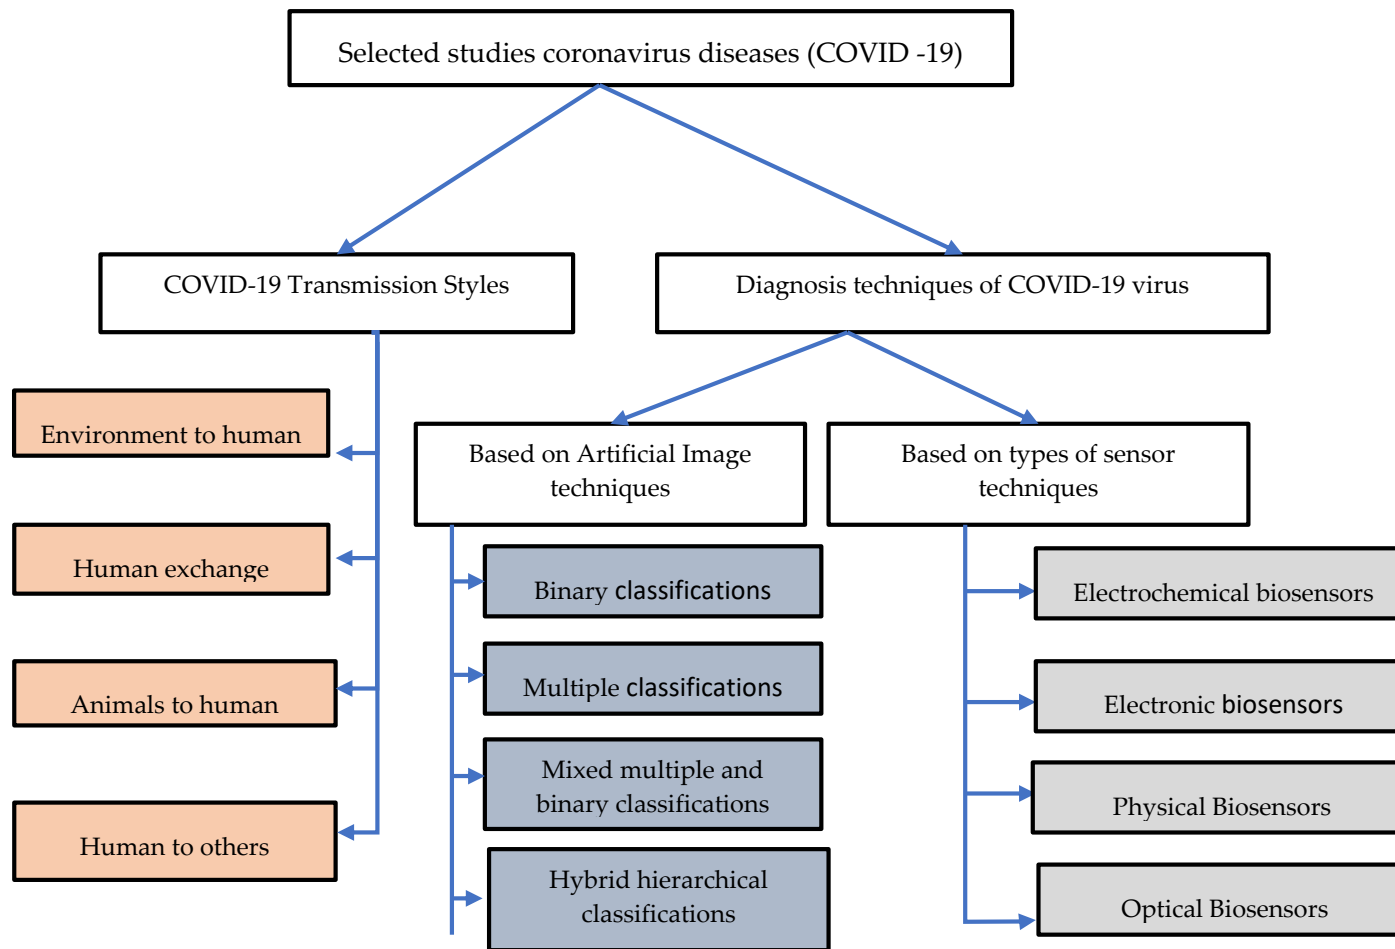 Selected studies coronavirus diseases (COVID -19)
COVID-19 Transmission Styles
Diagnosis techniques of COVID-19 virus
Environment to human
Human exchange
Animals to human
Human to others
Based on Artificial Image
techniques
Binary classifications
Multiple classifications
Mixed multiple and
binary classifications
Hybrid hierarchical
classifications
Based on types of sensor
techniques
Electrochemical biosensors
Electronic biosensors
Physical Biosensors
Optical Biosensors